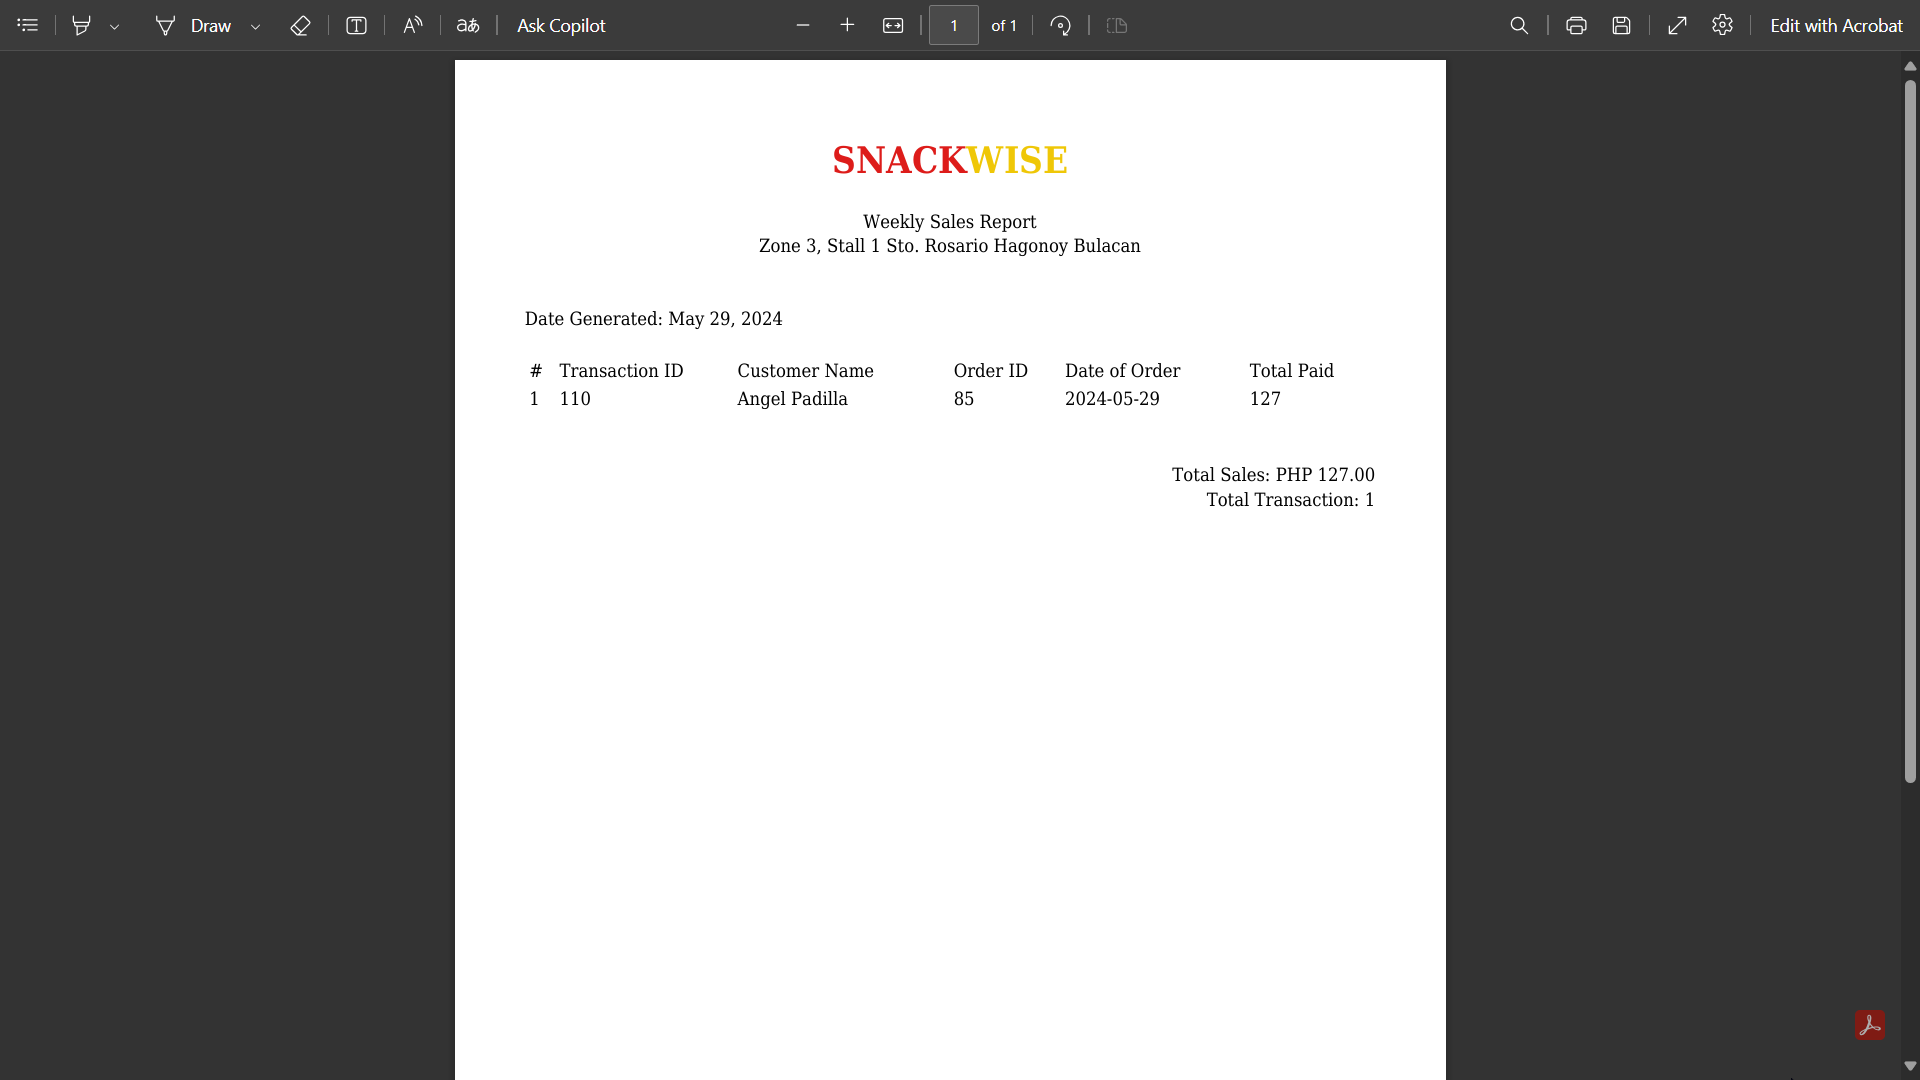 Draw
aあ
Ask Copilot
1 of 1
Edit with Acrobat
SNACKWISE
Weekly Sales Report
Zone 3, Stall 1 Sto. Rosario Hagonoy Bulacan
Date Generated: May 29, 2024
# Transaction ID Customer Name Order ID Date of Order Total Paid
1 110 Angel Padilla 85 2024-05-29 127
Total Sales: PHP 127.00
Total Transaction: 1